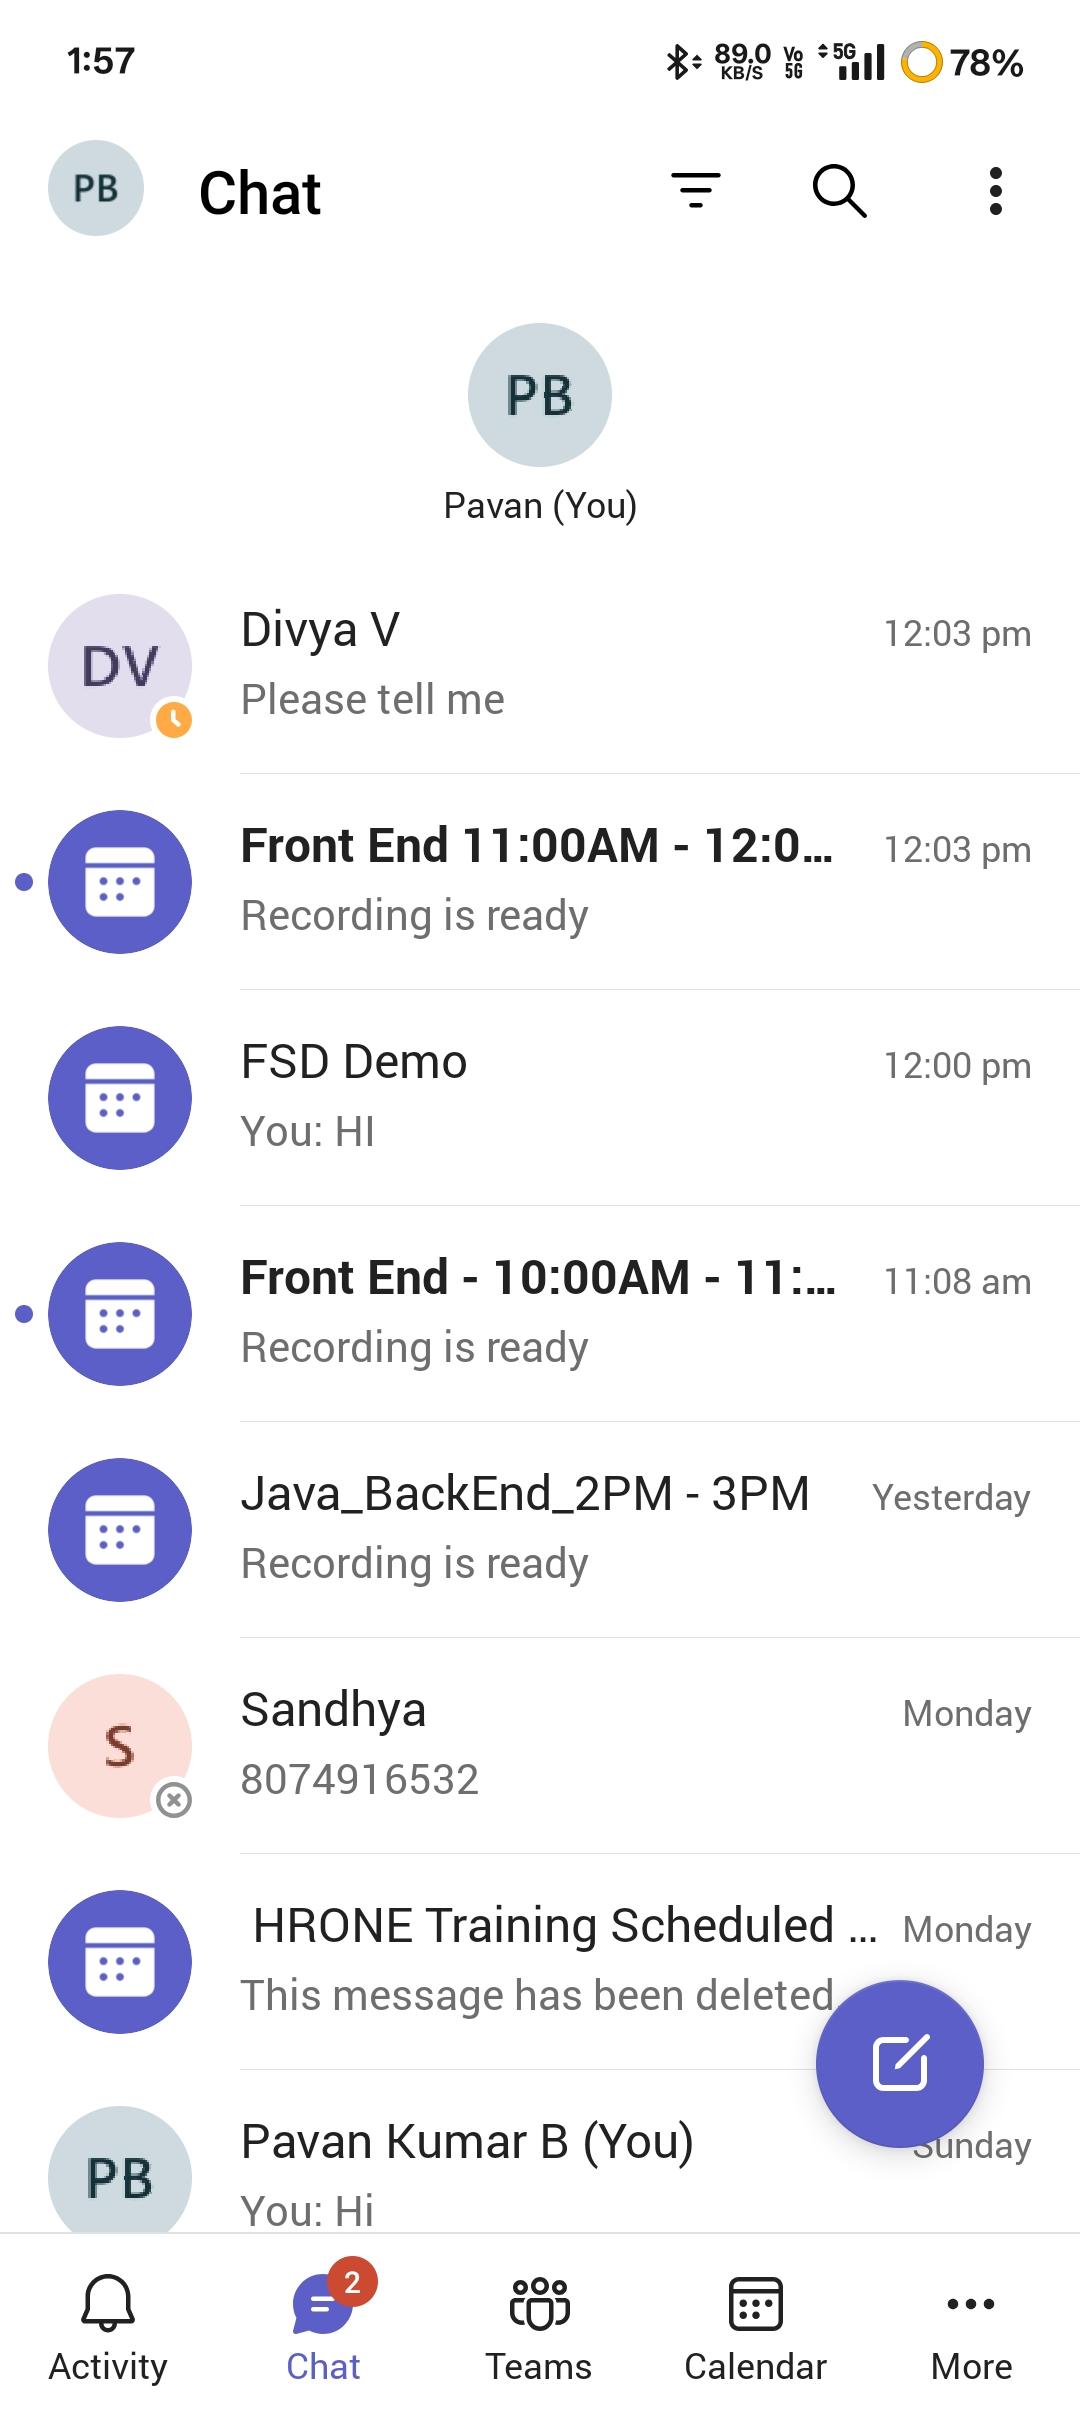 1:57
89.0 KB/S Vo 5G 5G 78%
PB Chat
PB
Pavan (You)
DV Divya V 12:03 pm
Please tell me
Front End 11:00AM - 12:0... 12:03 pm
Recording is ready
FSD Demo 12:00 pm
You: HI
Front End - 10:00AM - 11:... 11:08 am
Recording is ready
Java_BackEnd_2PM - 3PM Yesterday
Recording is ready
S Sandhya Monday
8074916532
HRONE Training Scheduled ... Monday
This message has been deleted.
PB Pavan Kumar B (You) Sunday
You: Hi
2
Activity Chat Teams Calendar More